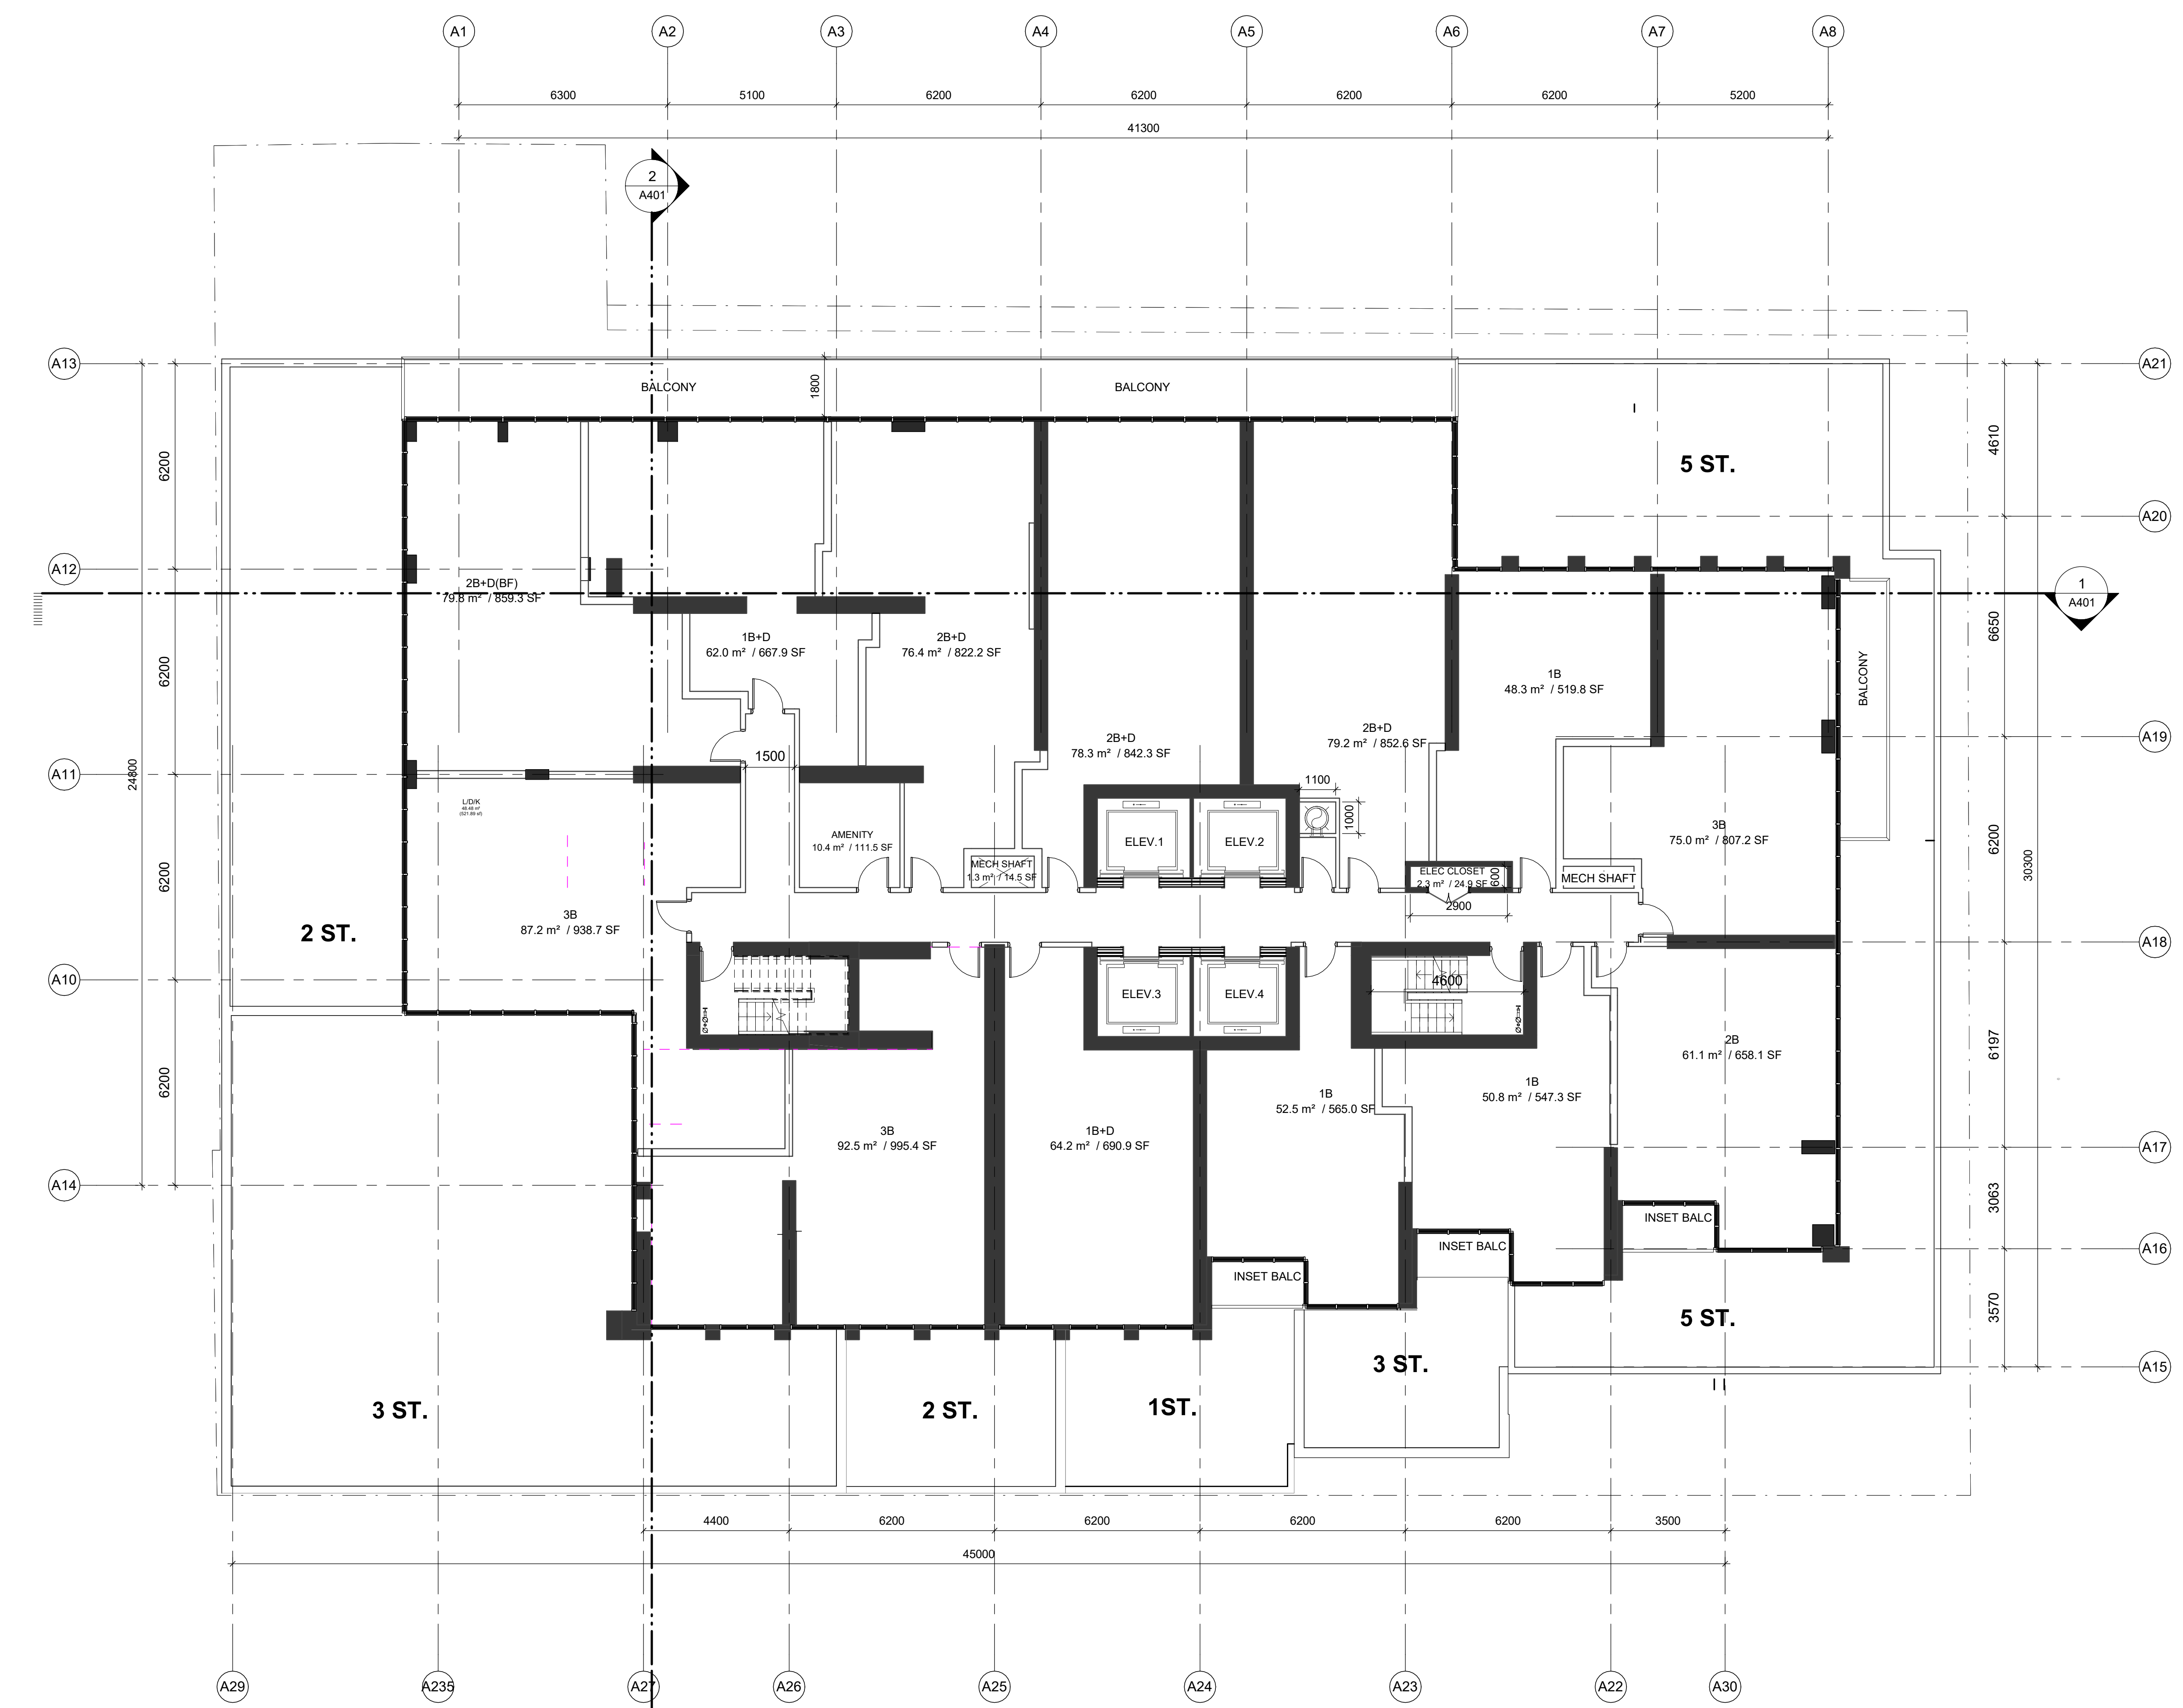 A1 A2 A3 A4 A5 A6 A7 A8
6300 5100 6200 6200 6200 6200 5200
41300
2
A401
A13
A21
1800
BALCONY
BALCONY
6200
4610
5 ST.
A20
A12
2B+D(BF)
79.8 m² / 859.3 SF
1
A401
6650
BALCONY
1B+D
62.0 m² / 667.9 SF
2B+D
76.4 m² / 822.2 SF
6200
1B
48.3 m² / 519.8 SF
2B+D
78.3 m² / 842.3 SF
2B+D
79.2 m² / 852.6 SF
A19
A11
24800
1500
1100
1000
L/D/K
48.48 m²
(521.89 sf)
AMENITY
10.4 m² / 111.5 SF
ELEV.1
ELEV.2
3B
75.0 m² / 807.2 SF
6200
30300
MECH SHAFT
1.3 m² / 14.5 SF
ELEC CLOSET
2.3 m² / 24.9 SF
600
MECH SHAFT
6200
2900
3B
87.2 m² / 938.7 SF
2 ST.
A18
A10
ELEV.3
ELEV.4
4600
6197
2B
61.1 m² / 658.1 SF
6200
1B
50.8 m² / 547.3 SF
1B
52.5 m² / 565.0 SF
3B
92.5 m² / 995.4 SF
1B+D
64.2 m² / 690.9 SF
A17
A14
3063
INSET BALC
INSET BALC
INSET BALC
A16
3570
5 ST.
3 ST.
A15
3 ST.
2 ST.
1ST.
4400 6200 6200 6200 6200 3500
45000
A29 A235 A27 A26 A25 A24 A23 A22 A30